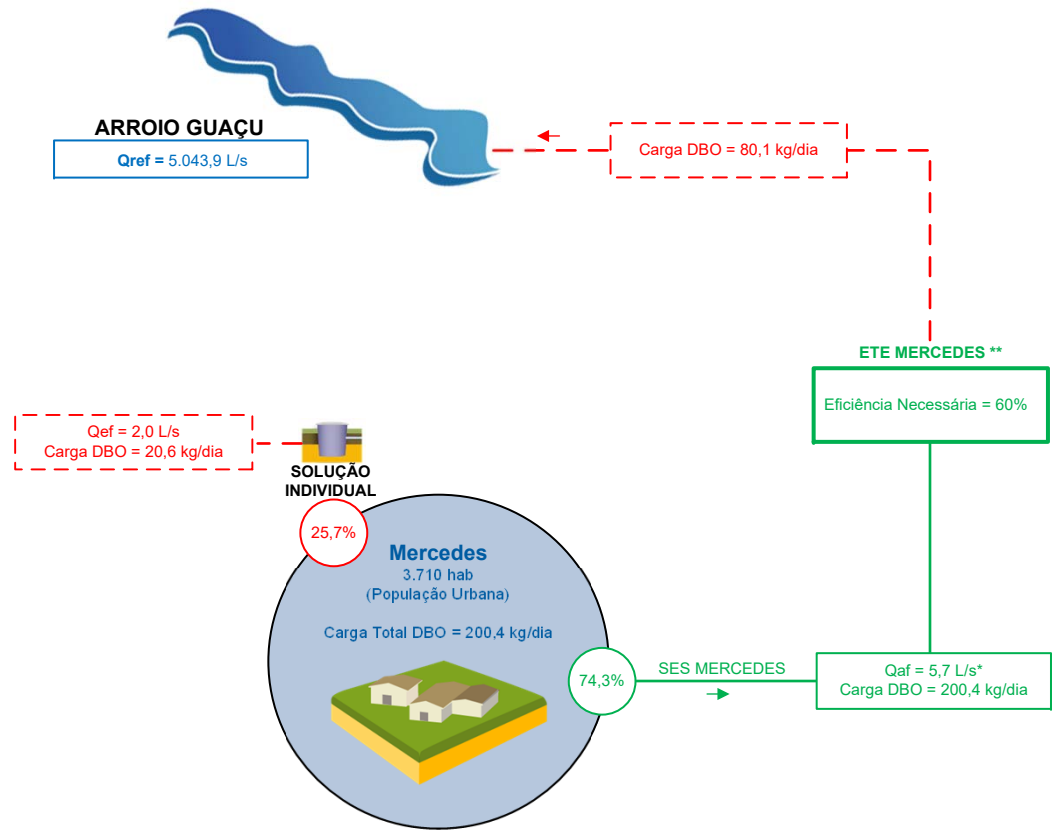 ARROIO GUAÇU
Qref = 5.043,9 L/s
Carga DBO = 80,1 kg/dia
ETE MERCEDES **
Eficiência Necessária = 60%
Qef = 2,0 L/s
Carga DBO = 20,6 kg/dia
SOLUÇÃO
INDIVIDUAL
25,7%
Mercedes
3.710 hab
(População Urbana)
Carga Total DBO = 200,4 kg/dia
74,3%
SES MERCEDES
Qaf = 5,7 L/s*
Carga DBO = 200,4 kg/dia